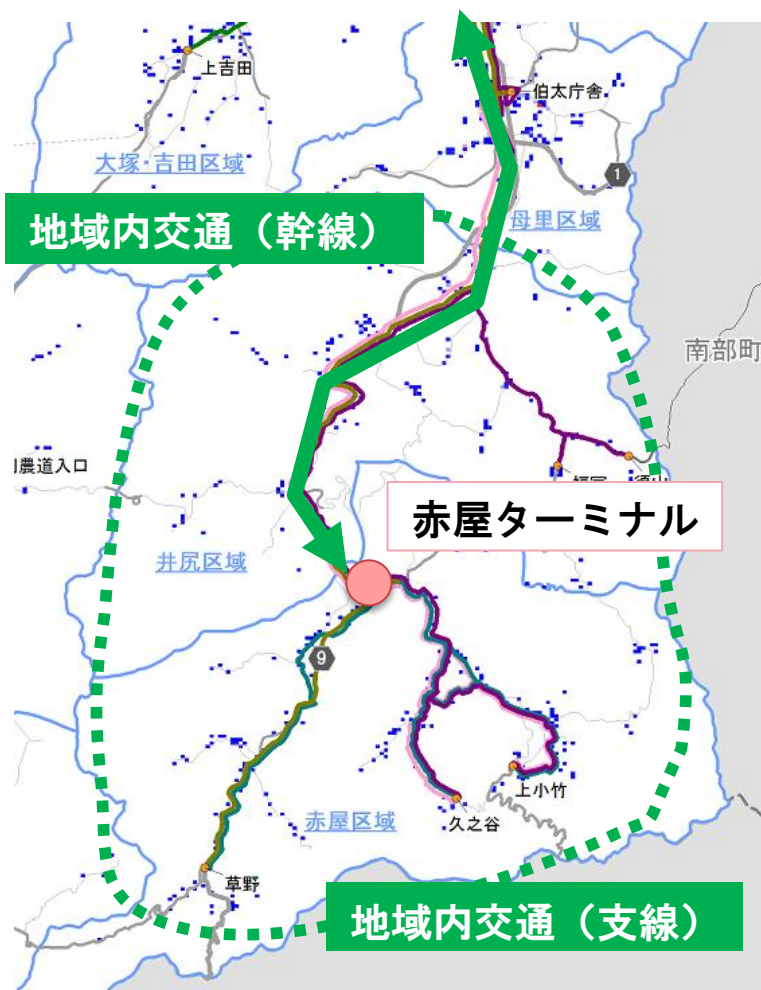 上吉田
伯太庁舎
大塚・吉田区域
1
地域内交通（幹線）
母里区域
南部町
農道入口
赤屋ターミナル
井尻区域
9
上小竹
久之谷
赤屋区域
草野
地域内交通（支線）